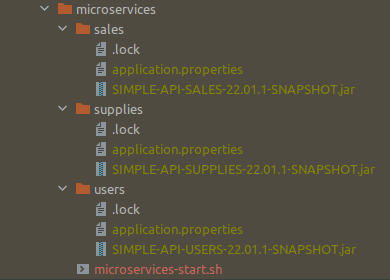 microservices
sales
.lock
application.properties
SIMPLE-API-SALES-22.01.1-SNAPSHOT.jar
supplies
.lock
application.properties
SIMPLE-API-SUPPLIES-22.01.1-SNAPSHOT.jar
users
.lock
application.properties
SIMPLE-API-USERS-22.01.1-SNAPSHOT.jar
microservices-start.sh